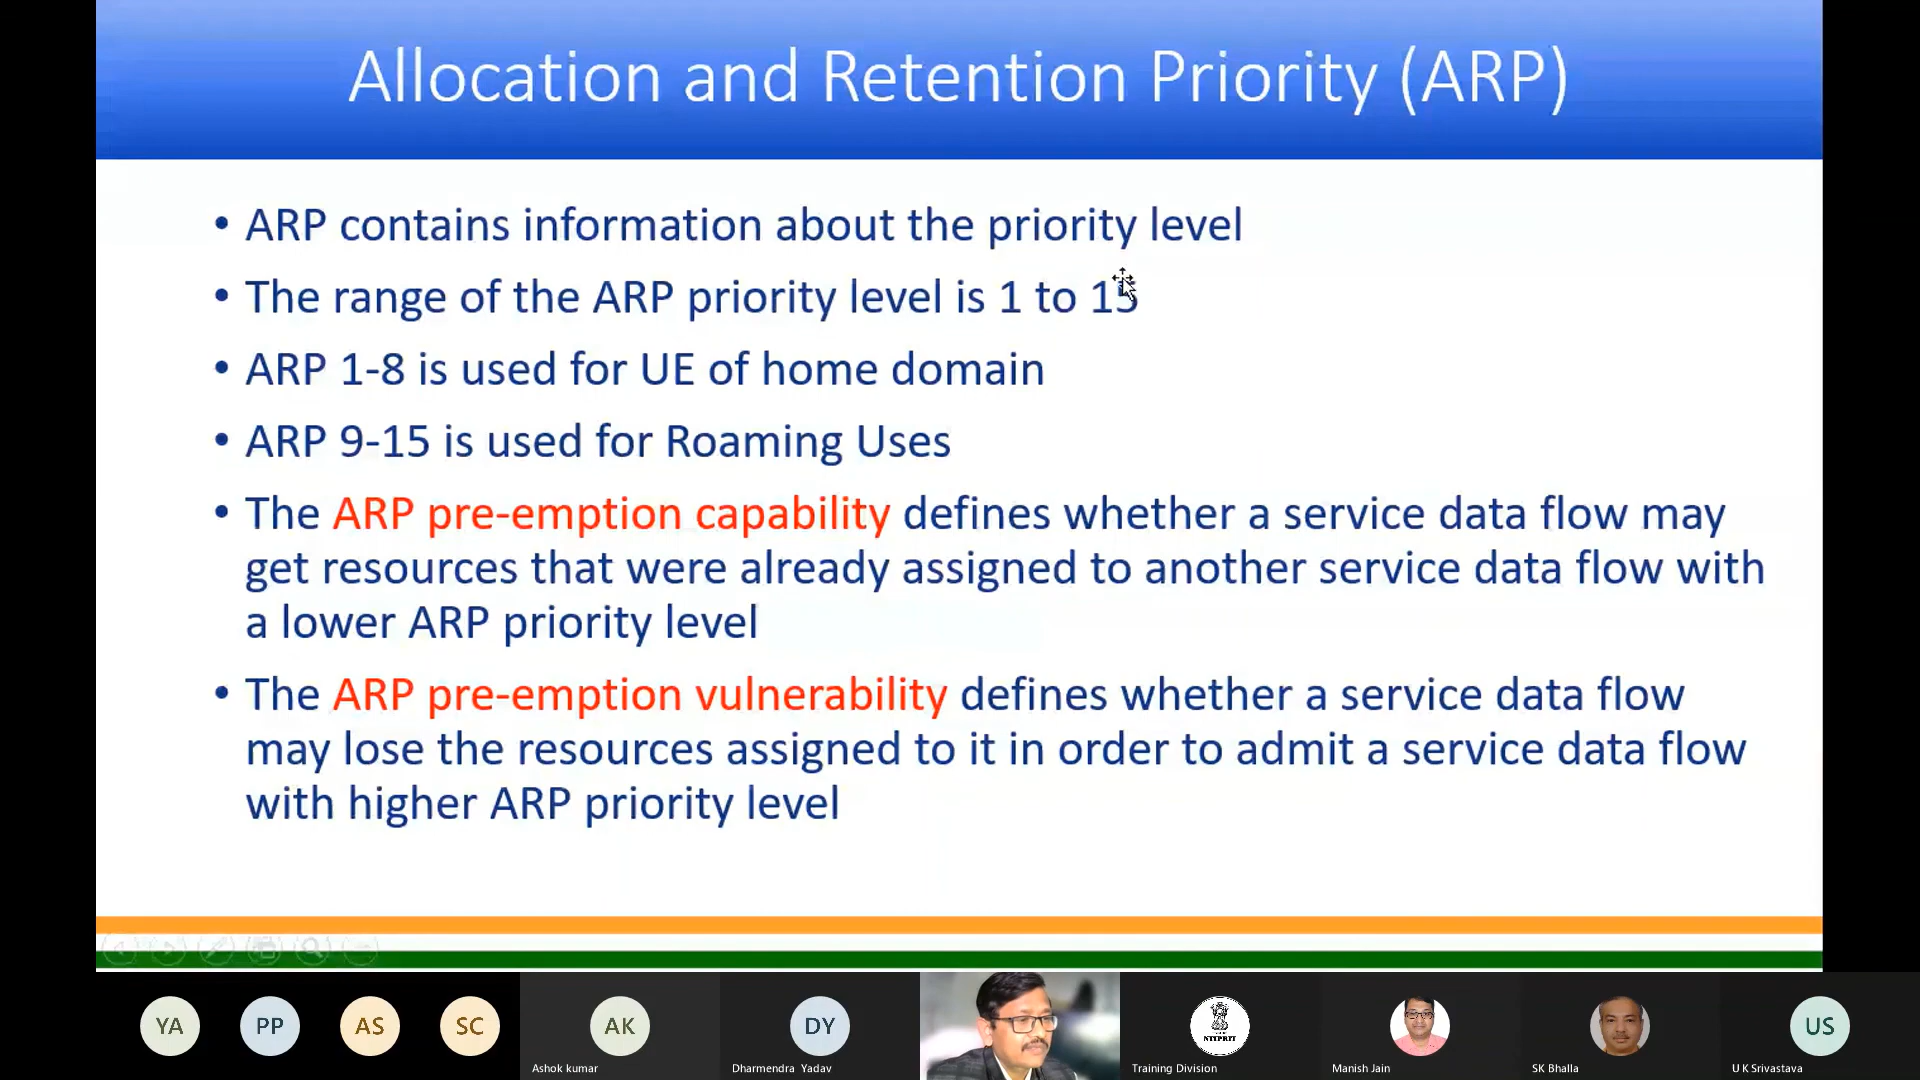 Allocation and Retention Priority (ARP)
• ARP contains information about the priority level
• The range of the ARP priority level is 1 to 15
• ARP 1-8 is used for UE of home domain
• ARP 9-15 is used for Roaming Uses
• The ARP pre-emption capability defines whether a service data flow may
get resources that were already assigned to another service data flow with
a lower ARP priority level
• The ARP pre-emption vulnerability defines whether a service data flow
may lose the resources assigned to it in order to admit a service data flow
with higher ARP priority level
YA PP AS SC AK DY NTIPRIT US
Ashok kumar Dharmendra Yadav Training Division Manish Jain SK Bhalla U K Srivastava